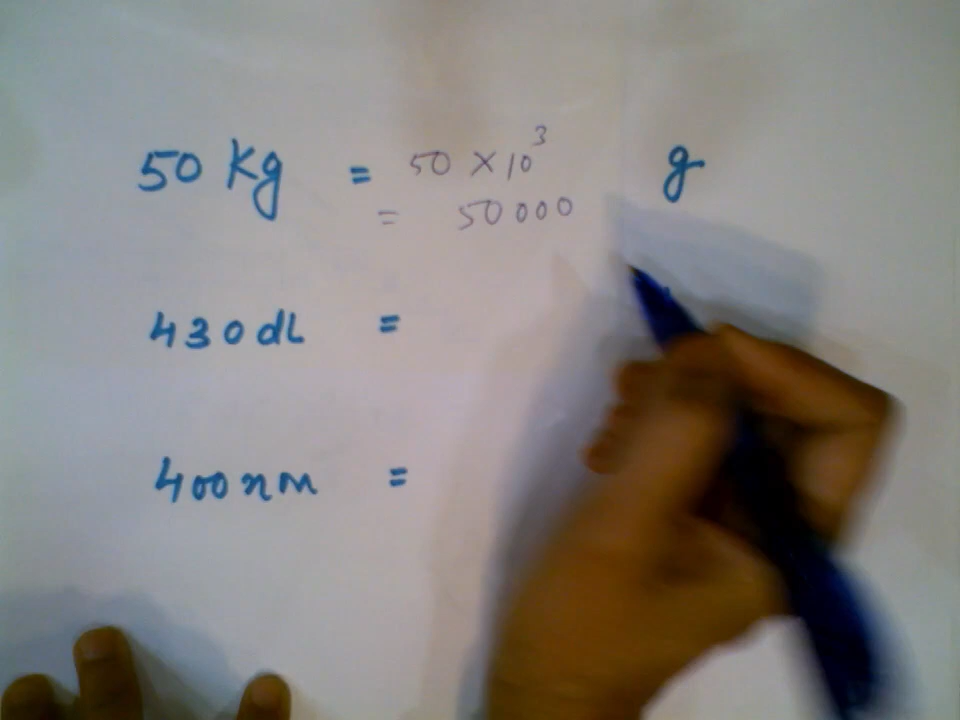 50 Kg = 50 × 10³ g
= 50000
430 dL =
400 nm =